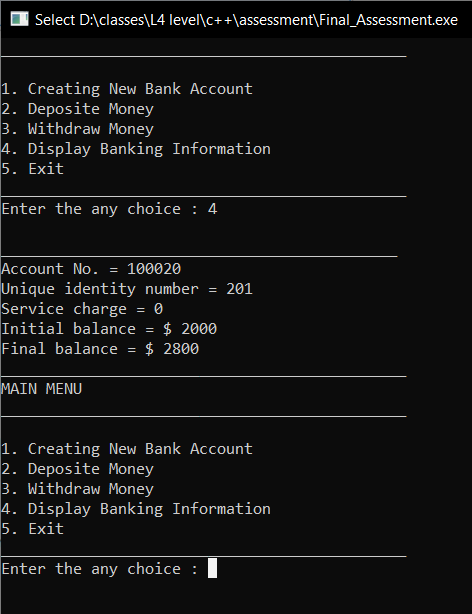 Select D:\classes\L4 level\c++\assessment\Final_Assessment.exe
1. Creating New Bank Account
2. Deposite Money
3. Withdraw Money
4. Display Banking Information
5. Exit
Enter the any choice : 4
Account No. = 100020
Unique identity number = 201
Service charge = 0
Initial balance = $ 2000
Final balance = $ 2800
MAIN MENU
1. Creating New Bank Account
2. Deposite Money
3. Withdraw Money
4. Display Banking Information
5. Exit
Enter the any choice :